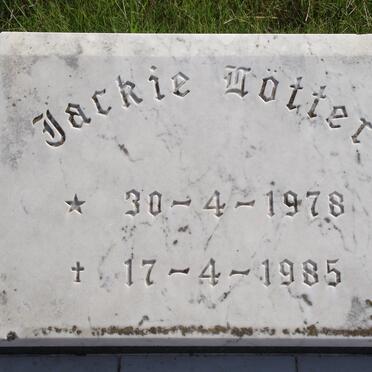 Jackie Lötter
★ 30-4-1978
† 17-4-1985